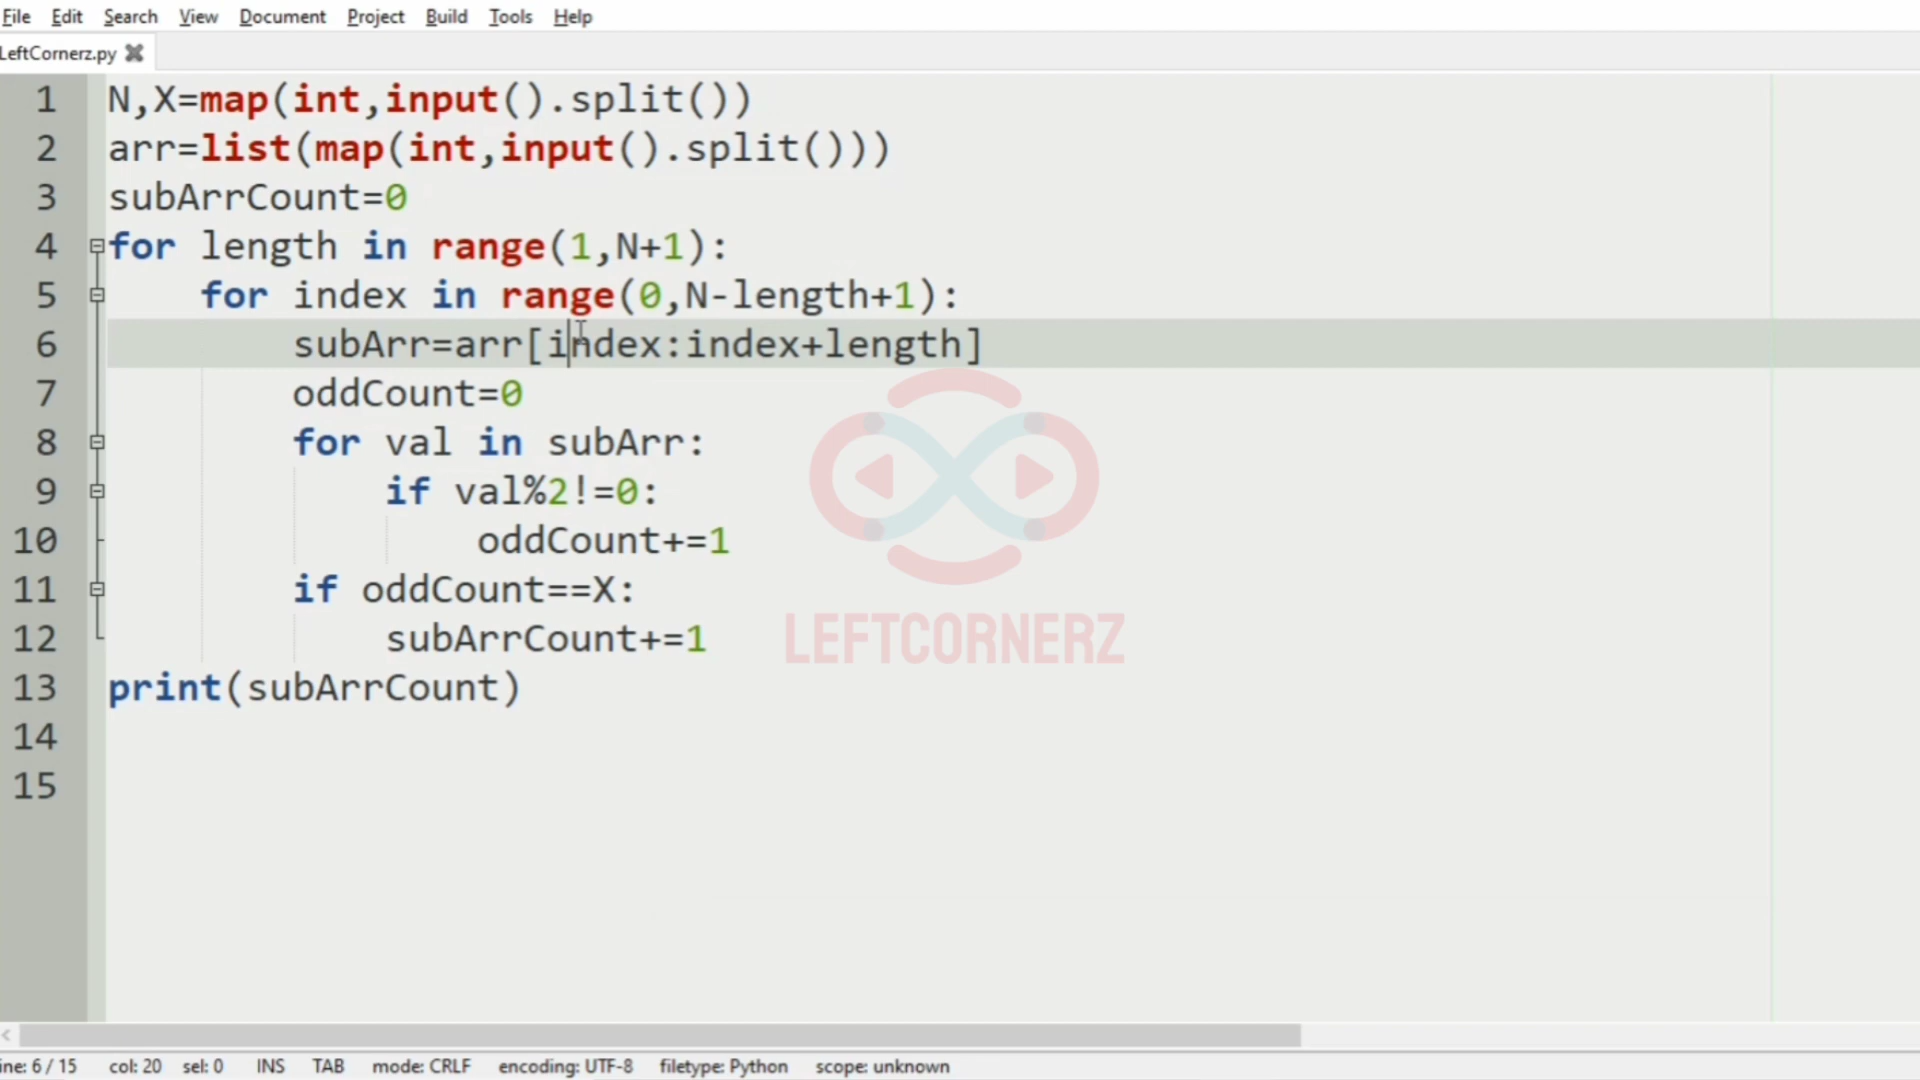 File Edit Search View Document Project Build Tools Help
LeftCornerz.py
1 N,X=map(int,input().split())
2 arr=list(map(int,input().split()))
3 subArrCount=0
4 for length in range(1,N+1):
5     for index in range(0,N-length+1):
6         subArr=arr[index:index+length]
7         oddCount=0
8         for val in subArr:
9             if val%2!=0:
10                 oddCount+=1
11         if oddCount==X:
12             subArrCount+=1
13 print(subArrCount)
14
15
LEFTCORNERZ
ine: 6 / 15 col: 20 sel: 0 INS TAB mode: CRLF encoding: UTF-8 filetype: Python scope: unknown